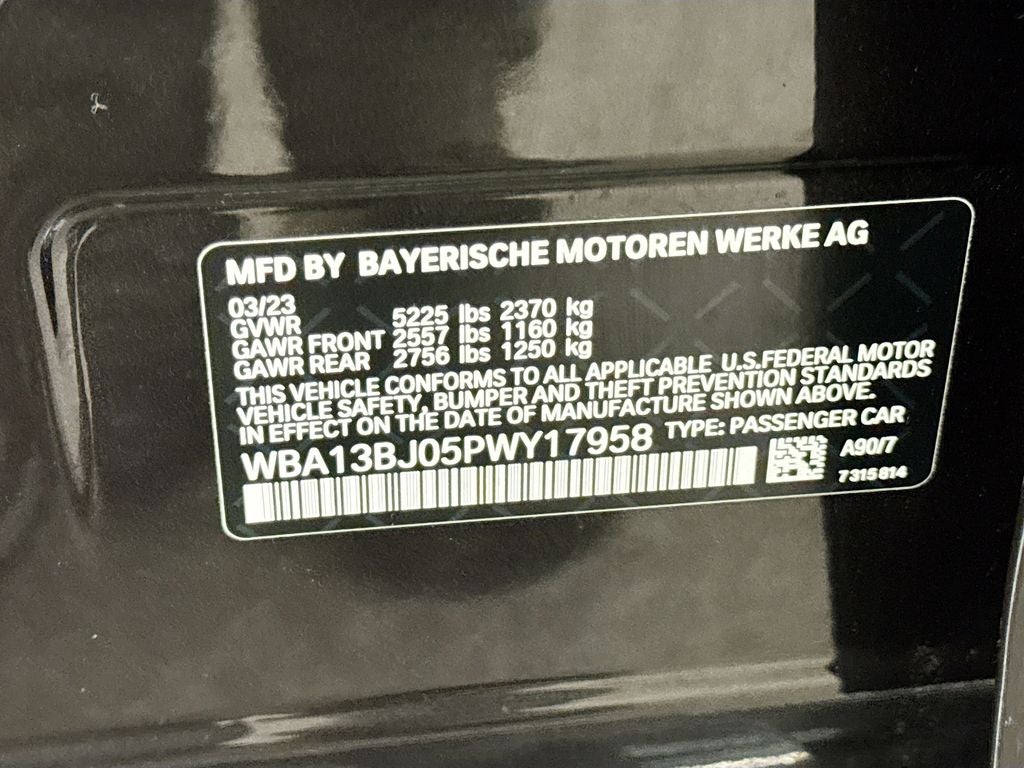 MFD BY BAYERISCHE MOTOREN WERKE AG
03/23
GVWR 5225 lbs 2370 kg
GAWR FRONT 2557 lbs 1160 kg
GAWR REAR 2756 lbs 1250 kg
THIS VEHICLE CONFORMS TO ALL APPLICABLE U.S.FEDERAL MOTOR
VEHICLE SAFETY, BUMPER AND THEFT PREVENTION STANDARDS
IN EFFECT ON THE DATE OF MANUFACTURE SHOWN ABOVE.
WBA13BJ05PWY17958 TYPE: PASSENGER CAR
A90/7
7315814